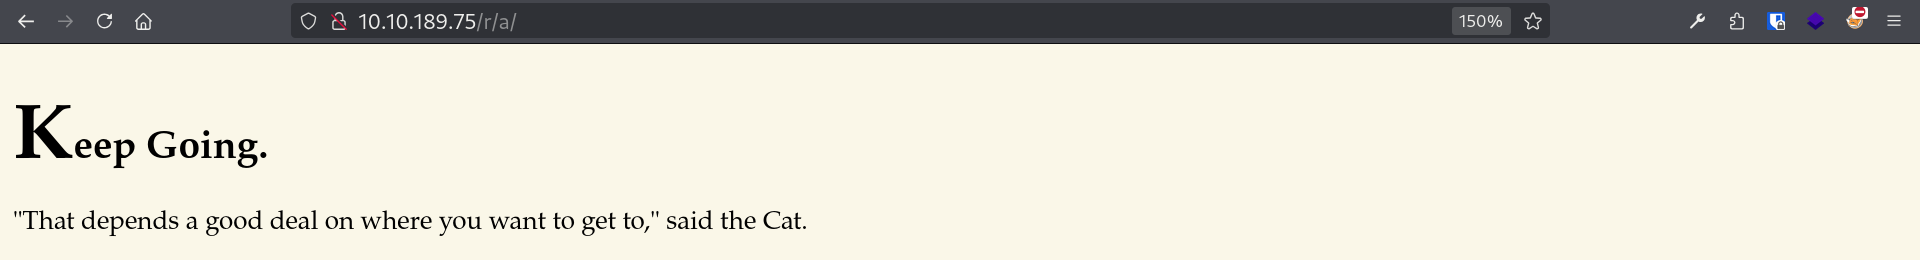 10.10.189.75/r/a/
150%
Keep Going.
"That depends a good deal on where you want to get to," said the Cat.